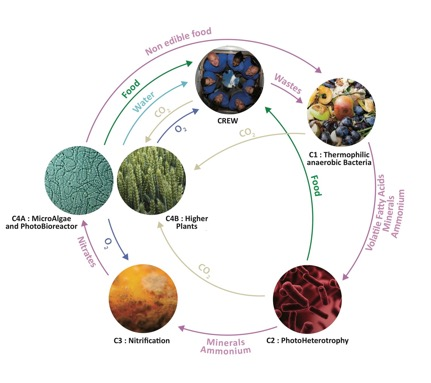 Non edible food
Food
Water
CO₂
O₂
Wastes
CREW
CO₂
C1 : Thermophilic
anaerobic Bacteria
C4A : MicroAlgae
and PhotoBioreactor
C4B : Higher
Plants
Food
Volatile Fatty Acids
Minerals
Ammonium
Nitrates
O₂
CO₂
C3 : Nitrification
C2 : PhotoHeterotrophy
Minerals
Ammonium